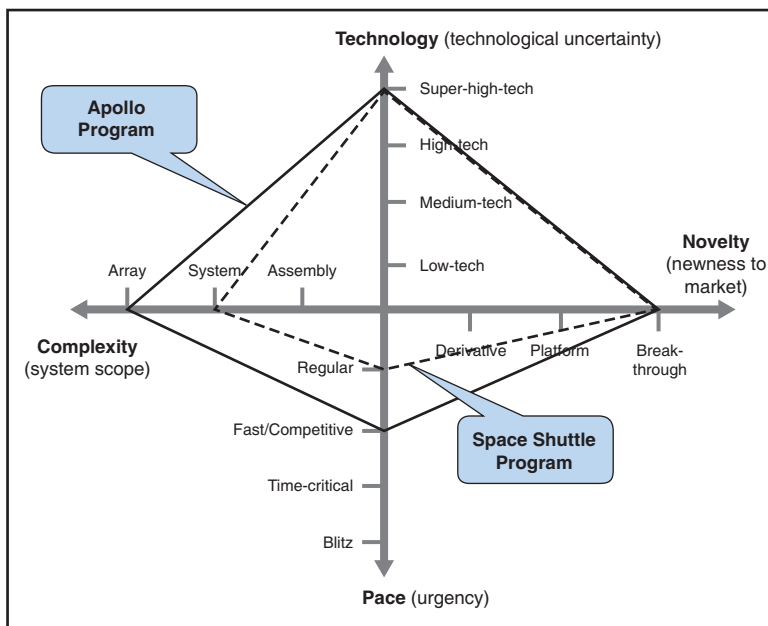 Technology (technological uncertainty)
Super-high-tech
Apollo
Program
High-tech
Medium-tech
Novelty
(newness to
market)
Array
System
Assembly
Low-tech
Complexity
(system scope)
Derivative
Platform
Break-
through
Regular
Fast/Competitive
Space Shuttle
Program
Time-critical
Blitz
Pace (urgency)